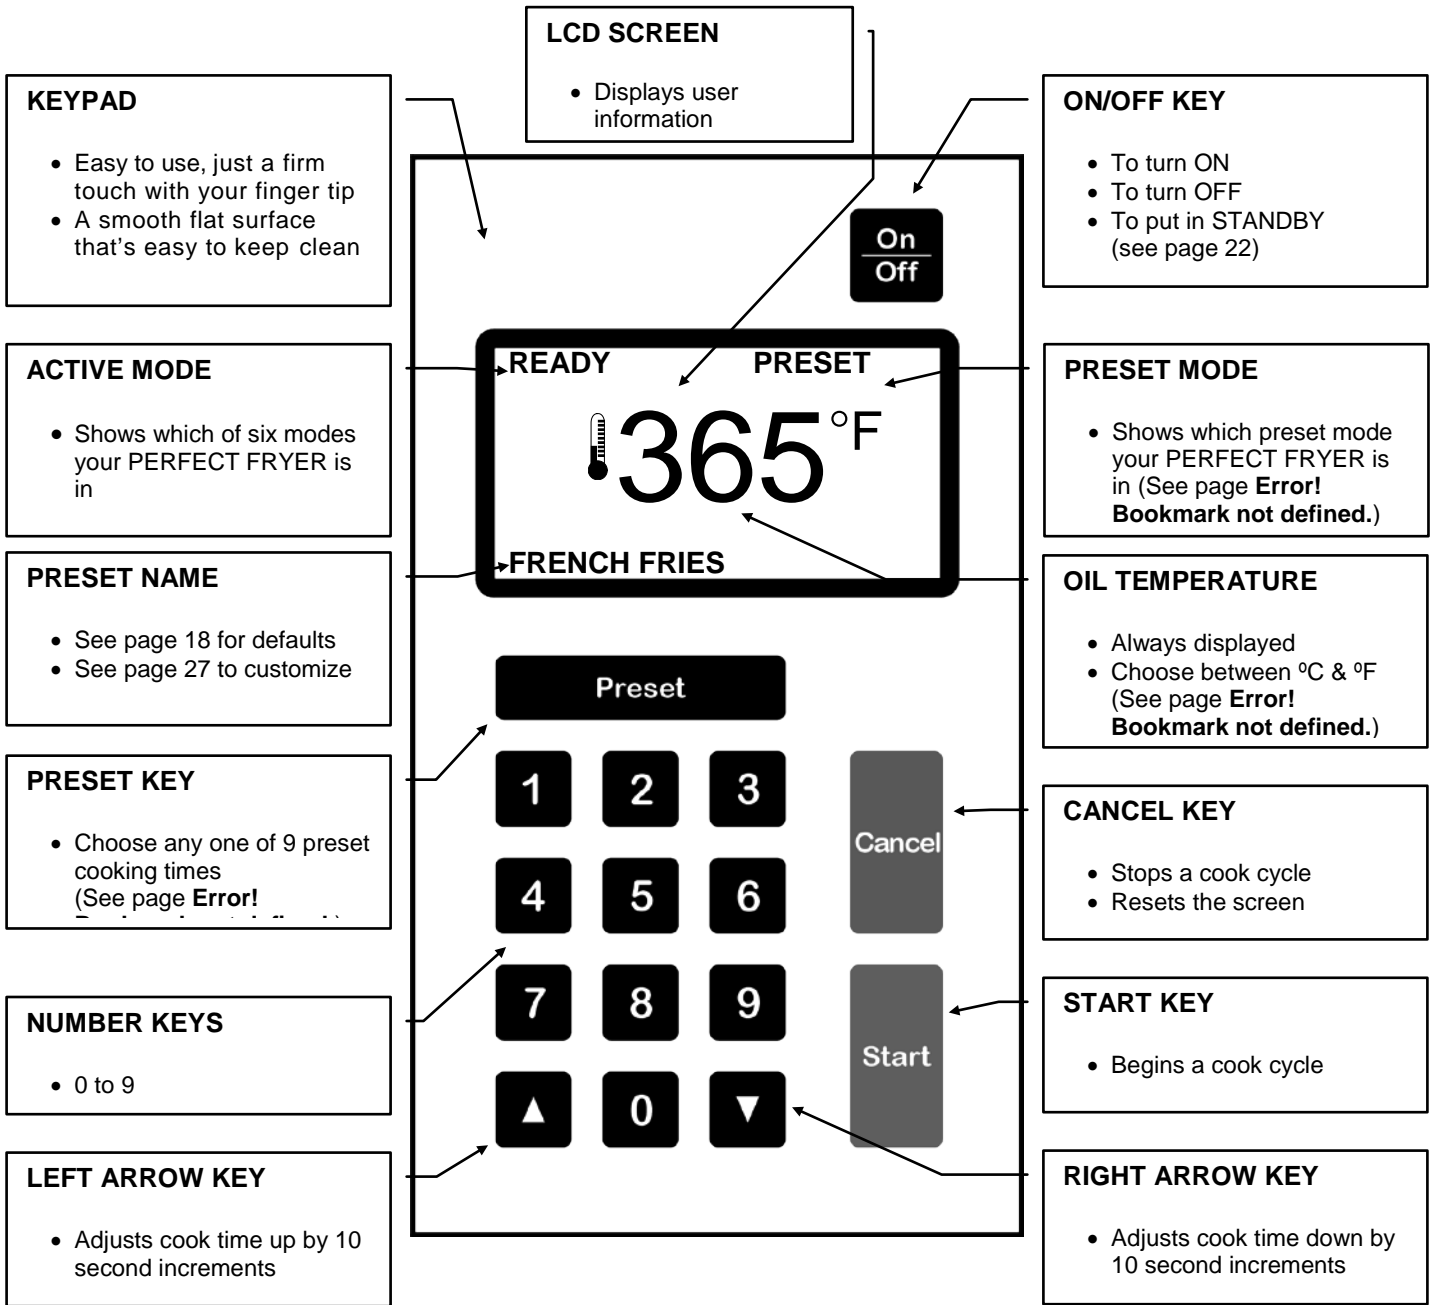 LCD SCREEN
• Displays user
information
KEYPAD
• Easy to use, just a firm
touch with your finger tip
• A smooth flat surface
that's easy to keep clean
ON/OFF KEY
• To turn ON
• To turn OFF
• To put in STANDBY
(see page 22)
On
Off
ACTIVE MODE
• Shows which of six modes
your PERFECT FRYER is
in
READY PRESET
365°F
FRENCH FRIES
PRESET MODE
• Shows which preset mode
your PERFECT FRYER is
in (See page Error!
Bookmark not defined.)
PRESET NAME
• See page 18 for defaults
• See page 27 to customize
OIL TEMPERATURE
• Always displayed
• Choose between ºC & ºF
(See page Error!
Bookmark not defined.)
Preset
PRESET KEY
• Choose any one of 9 preset
cooking times
(See page Error!
1 2 3
4 5 6
7 8 9
▲ 0 ▼
Cancel
Start
CANCEL KEY
• Stops a cook cycle
• Resets the screen
NUMBER KEYS
• 0 to 9
START KEY
• Begins a cook cycle
LEFT ARROW KEY
• Adjusts cook time up by 10
second increments
RIGHT ARROW KEY
• Adjusts cook time down by
10 second increments